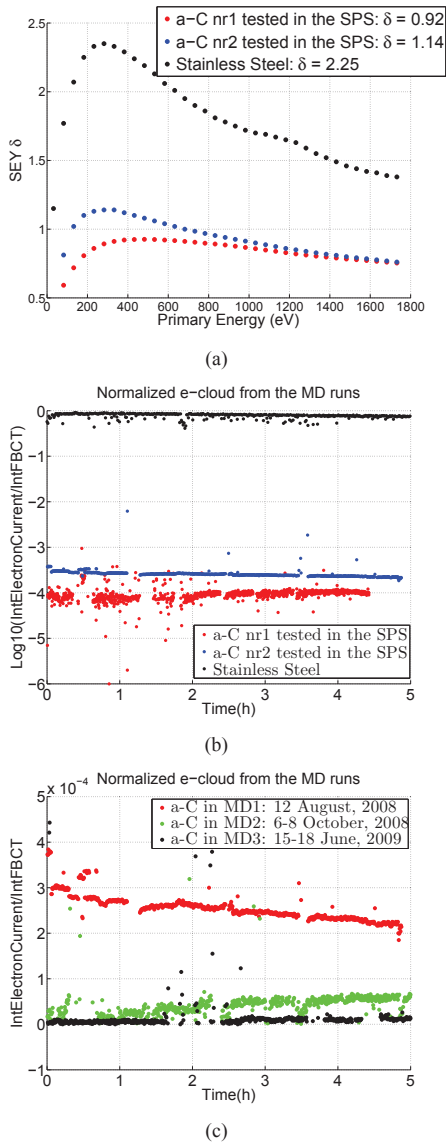 a−C nr1 tested in the SPS: δ = 0.92
a−C nr2 tested in the SPS: δ = 1.14
Stainless Steel: δ = 2.25
2.5
2
1.5
1
0.5
SEY δ
0 200 400 600 800 1000 1200 1400 1600 1800
Primary Energy (eV)
(a)
Normalized e−cloud from the MD runs
0
−1
−2
−3
−4
−5
−6
Log10(IntElectronCurrent/IntFBCT)
a-C nr1 tested in the SPS
a-C nr2 tested in the SPS
Stainless Steel
0 1 2 3 4 5
Time(h)
(b)
x 10−4
Normalized e−cloud from the MD runs
5
4
3
2
1
0
−1
IntElectronCurrent/IntFBCT
a-C in MD1: 12 August, 2008
a-C in MD2: 6-8 October, 2008
a-C in MD3: 15-18 June, 2009
0 1 2 3 4 5
Time(h)
(c)